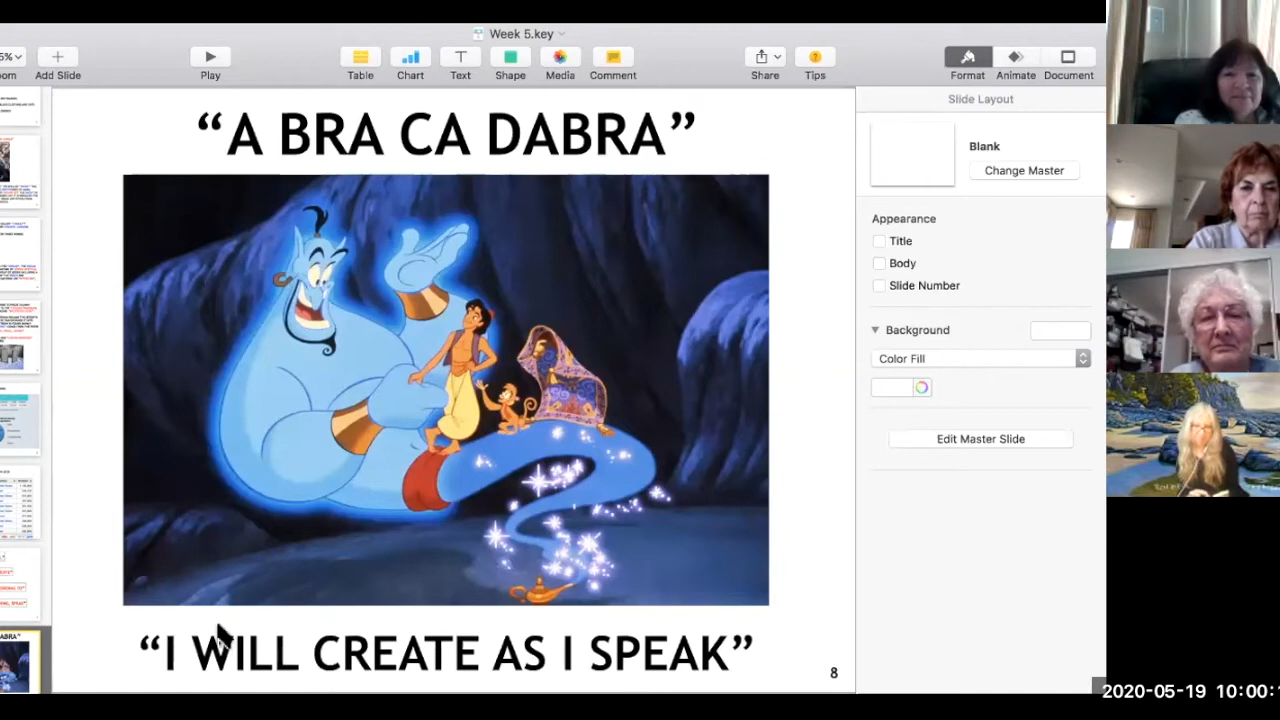 Week 5.key
Add Slide
Play
Table
Chart
Text
Shape
Media
Comment
Share
Tips
Format
Animate
Document
Slide Layout
Blank
Change Master
Appearance
Title
Body
Slide Number
Background
Color Fill
Edit Master Slide
“A BRA CA DABRA”
“I WILL CREATE AS I SPEAK”
8
2020-05-19 10:00: